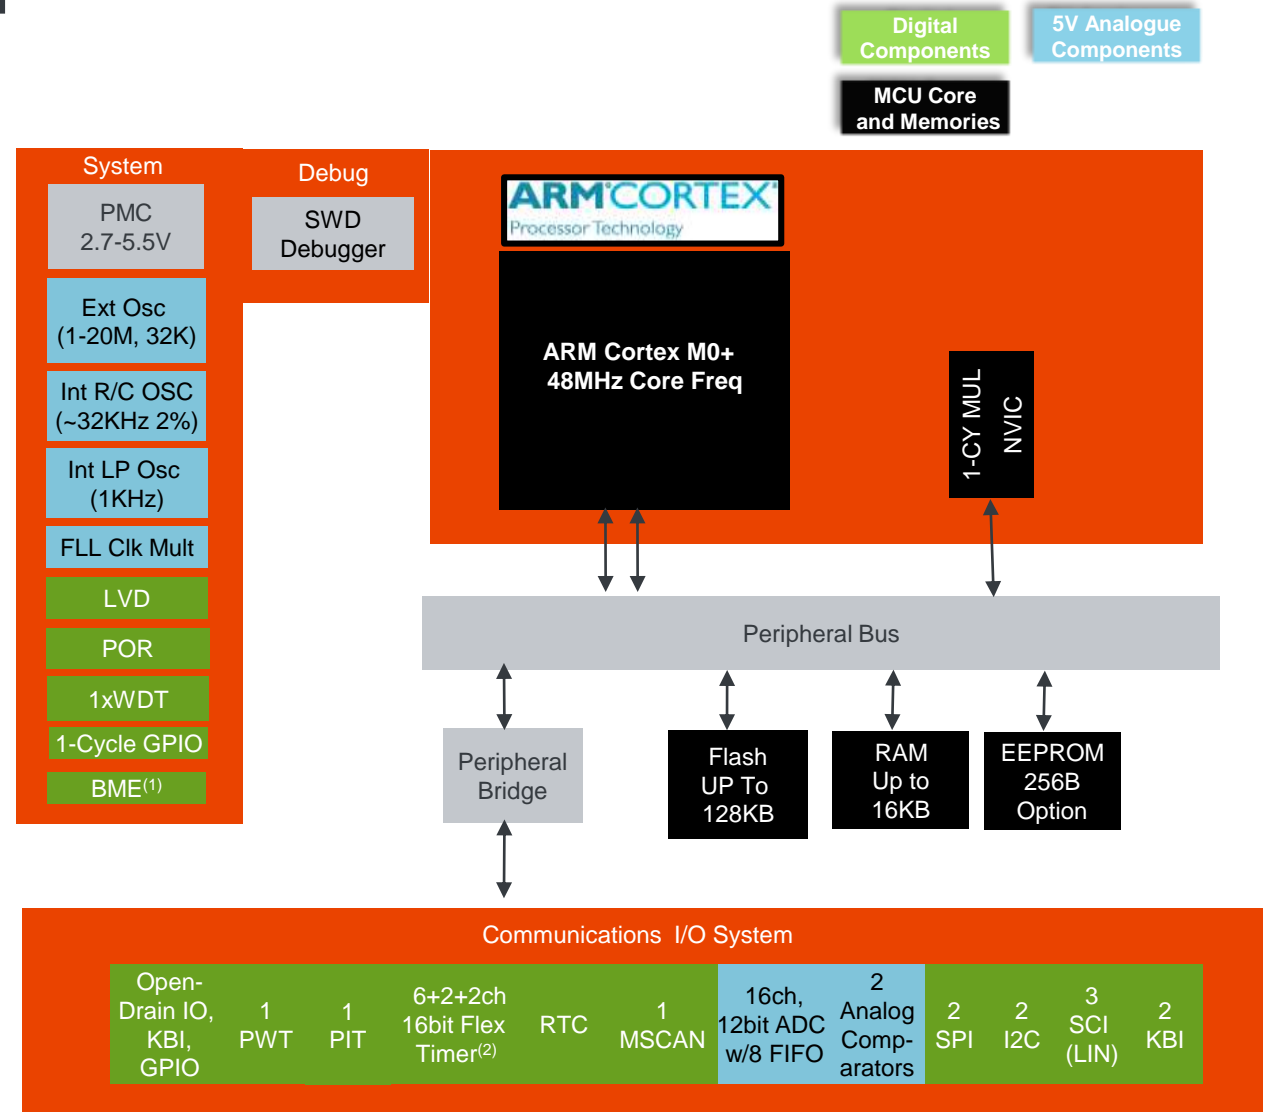 Digital
Components
5V Analogue
Components
MCU Core
and Memories
System
PMC
2.7-5.5V
Ext Osc
(1-20M, 32K)
Int R/C OSC
(~32KHz 2%)
Int LP Osc
(1KHz)
FLL Clk Mult
LVD
POR
1xWDT
1-Cycle GPIO
BME(1)
Debug
SWD
Debugger
ARM CORTEX
Processor Technology
ARM Cortex M0+
48MHz Core Freq
1-CY MUL
NVIC
Peripheral Bus
Peripheral
Bridge
Flash
UP To
128KB
RAM
Up to
16KB
EEPROM
256B
Option
Communications I/O System
Open-
Drain IO,
KBI,
GPIO
1
PWT
1
PIT
6+2+2ch
16bit Flex
Timer(2)
RTC
1
MSCAN
16ch,
12bit ADC
w/8 FIFO
2
Analog
Comp-
arators
2
SPI
2
I2C
3
SCI
(LIN)
2
KBI